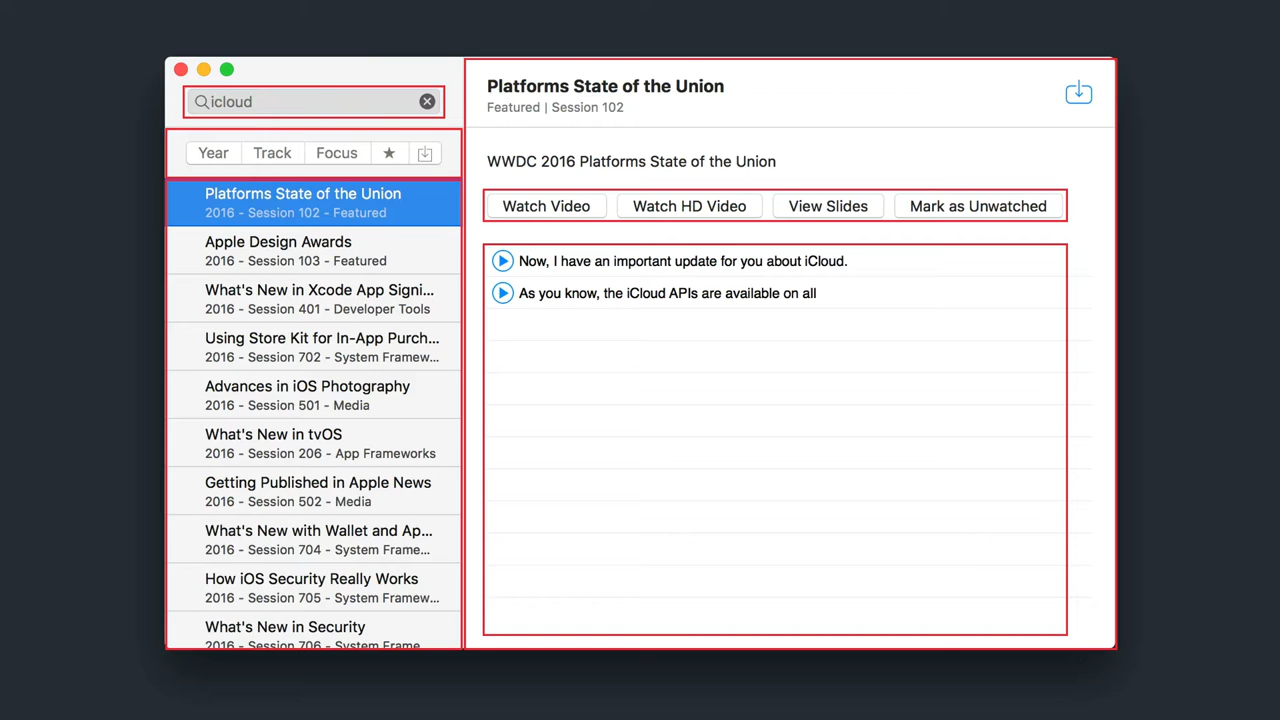 icloud
Year Track Focus
Platforms State of the Union
2016 - Session 102 - Featured
Apple Design Awards
2016 - Session 103 - Featured
What's New in Xcode App Signi...
2016 - Session 401 - Developer Tools
Using Store Kit for In-App Purch...
2016 - Session 702 - System Framew...
Advances in iOS Photography
2016 - Session 501 - Media
What's New in tvOS
2016 - Session 206 - App Frameworks
Getting Published in Apple News
2016 - Session 502 - Media
What's New with Wallet and Ap...
2016 - Session 704 - System Frame...
How iOS Security Really Works
2016 - Session 705 - System Framew...
What's New in Security
2016 - Session 706 - System Frame...
Platforms State of the Union
Featured | Session 102
WWDC 2016 Platforms State of the Union
Watch Video Watch HD Video View Slides Mark as Unwatched
Now, I have an important update for you about iCloud.
As you know, the iCloud APIs are available on all